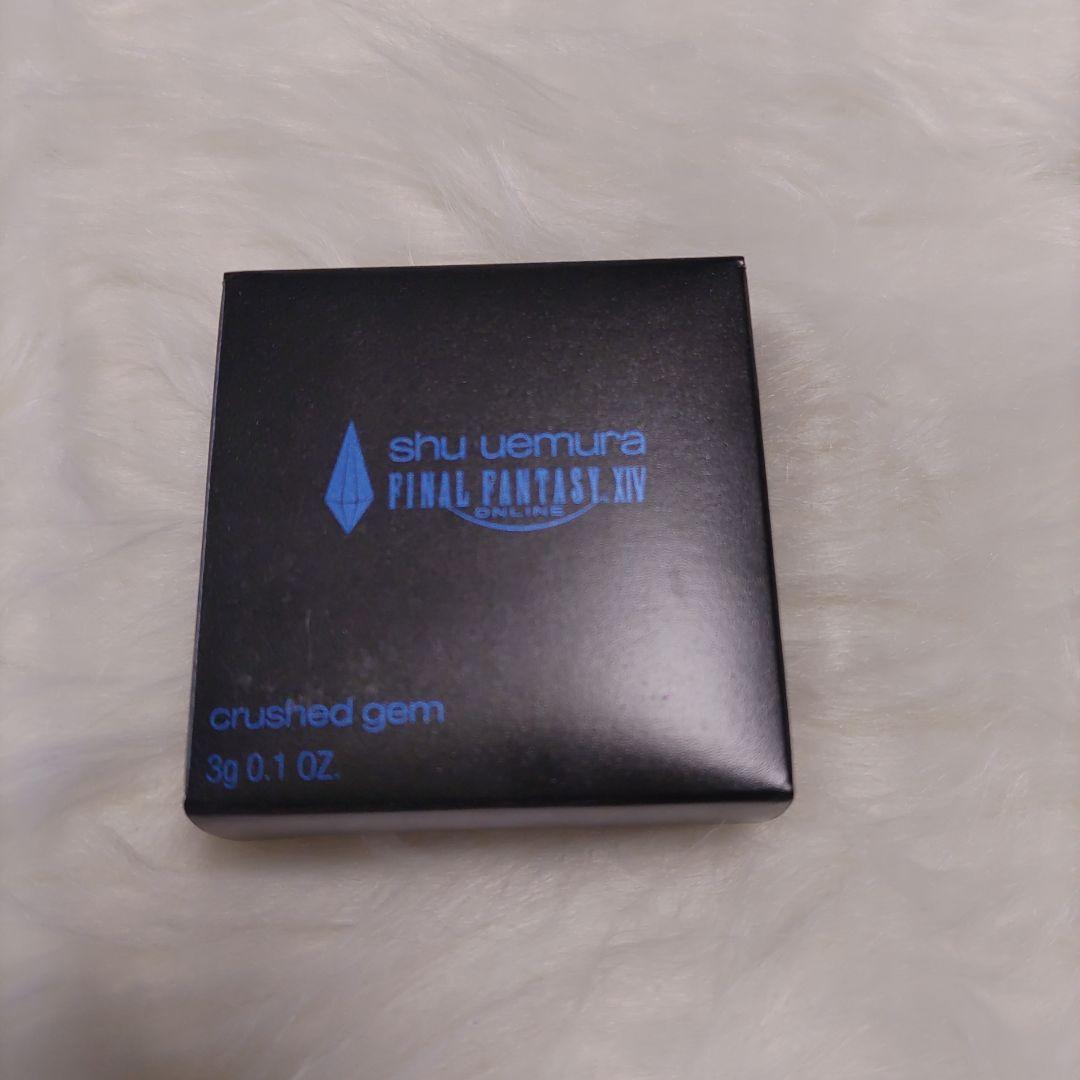 shu uemura
FINAL FANTASY XIV
ONLINE
crushed gem
3g 0.1 OZ.